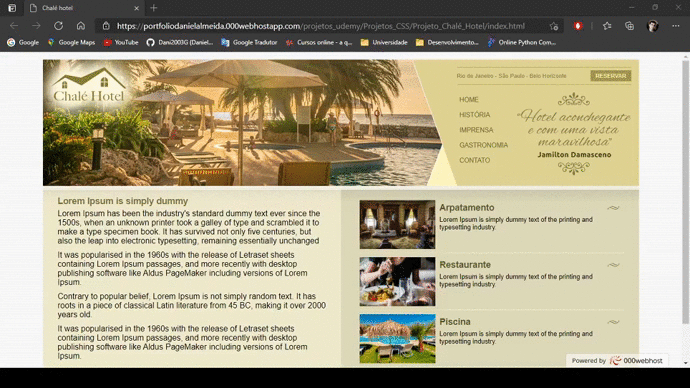 Chalé hotel
https://portfoliodanielalmeida.000webhostapp.com/projetos_udemy/Projetos_CSS/Projeto_Chalé_Hotel/index.html
Google
Google Maps
YouTube
Dani2003G (Daniel...
Google Tradutor
Cursos online - a q...
Universidade
Desenvolvimento...
Online Python Com...
Chalé Hotel
Rio de Janeiro - São Paulo - Belo Horizonte
RESERVAR
HOME
HISTÓRIA
IMPRENSA
GASTRONOMIA
CONTATO
"Hotel aconchegante
e com uma vista
maravilhosa"
Jamilton Damasceno
Lorem Ipsum is simply dummy
Lorem Ipsum has been the industry's standard dummy text ever since the
1500s, when an unknown printer took a galley of type and scrambled it to
make a type specimen book. It has survived not only five centuries, but
also the leap into electronic typesetting, remaining essentially unchanged
It was popularised in the 1960s with the release of Letraset sheets
containing Lorem Ipsum passages, and more recently with desktop
publishing software like Aldus PageMaker including versions of Lorem
Ipsum.
Contrary to popular belief, Lorem Ipsum is not simply random text. It has
roots in a piece of classical Latin literature from 45 BC, making it over 2000
years old.
It was popularised in the 1960s with the release of Letraset sheets
containing Lorem Ipsum passages, and more recently with desktop
publishing software like Aldus PageMaker including versions of Lorem
Ipsum.
Arpatamento
Lorem Ipsum is simply dummy text of the printing and
typesetting industry.
Restaurante
Lorem Ipsum is simply dummy text of the printing and
typesetting industry.
Piscina
Lorem Ipsum is simply dummy text of the printing and
typesetting industry.
Powered by 000webhost